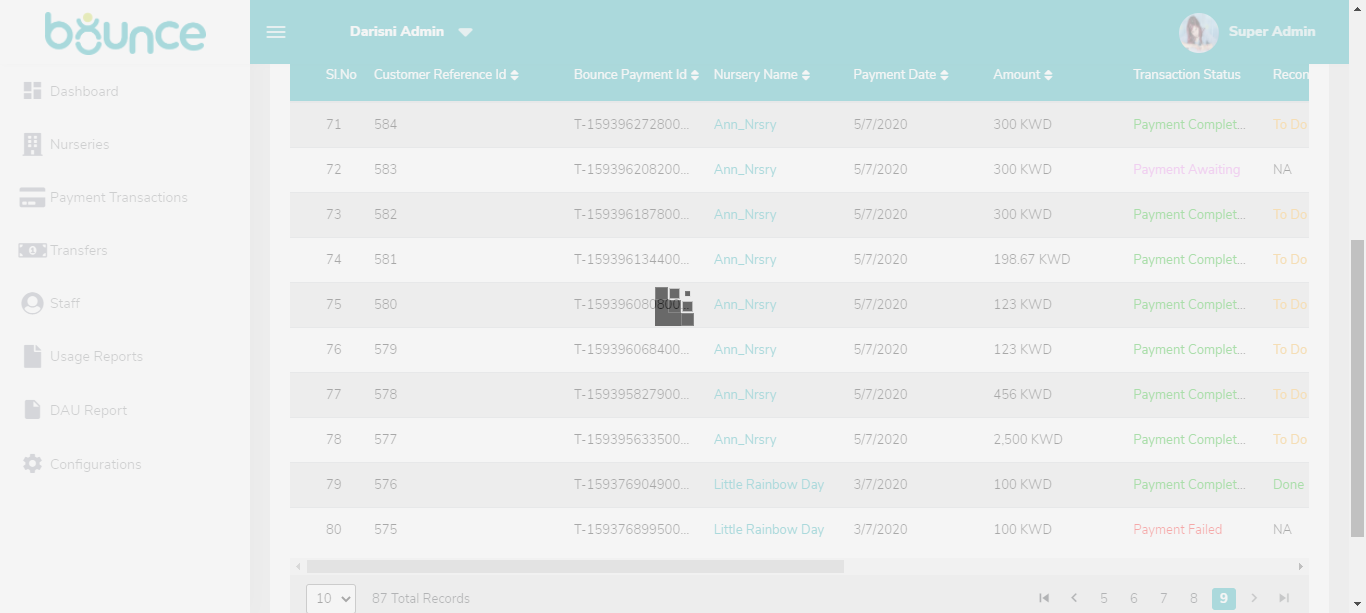 bounce
Darisni Admin
Super Admin
Dashboard
Nurseries
Payment Transactions
Transfers
Staff
Usage Reports
DAU Report
Configurations
Sl.No Customer Reference Id Bounce Payment Id Nursery Name Payment Date Amount Transaction Status Recon
71 584 T-159396272800... Ann_Nrsry 5/7/2020 300 KWD Payment Complet... To Do
72 583 T-159396208200... Ann_Nrsry 5/7/2020 300 KWD Payment Awaiting NA
73 582 T-159396187800... Ann_Nrsry 5/7/2020 300 KWD Payment Complet... To Do
74 581 T-159396134400... Ann_Nrsry 5/7/2020 198.67 KWD Payment Complet... To Do
75 580 T-159396080800... Ann_Nrsry 5/7/2020 123 KWD Payment Complet... To Do
76 579 T-159396068400... Ann_Nrsry 5/7/2020 123 KWD Payment Complet... To Do
77 578 T-159395827900... Ann_Nrsry 5/7/2020 456 KWD Payment Complet... To Do
78 577 T-159395633500... Ann_Nrsry 5/7/2020 2,500 KWD Payment Complet... To Do
79 576 T-159376904900... Little Rainbow Day 3/7/2020 100 KWD Payment Complet... Done
80 575 T-159376899500... Little Rainbow Day 3/7/2020 100 KWD Payment Failed NA
10 87 Total Records 5 6 7 8 9